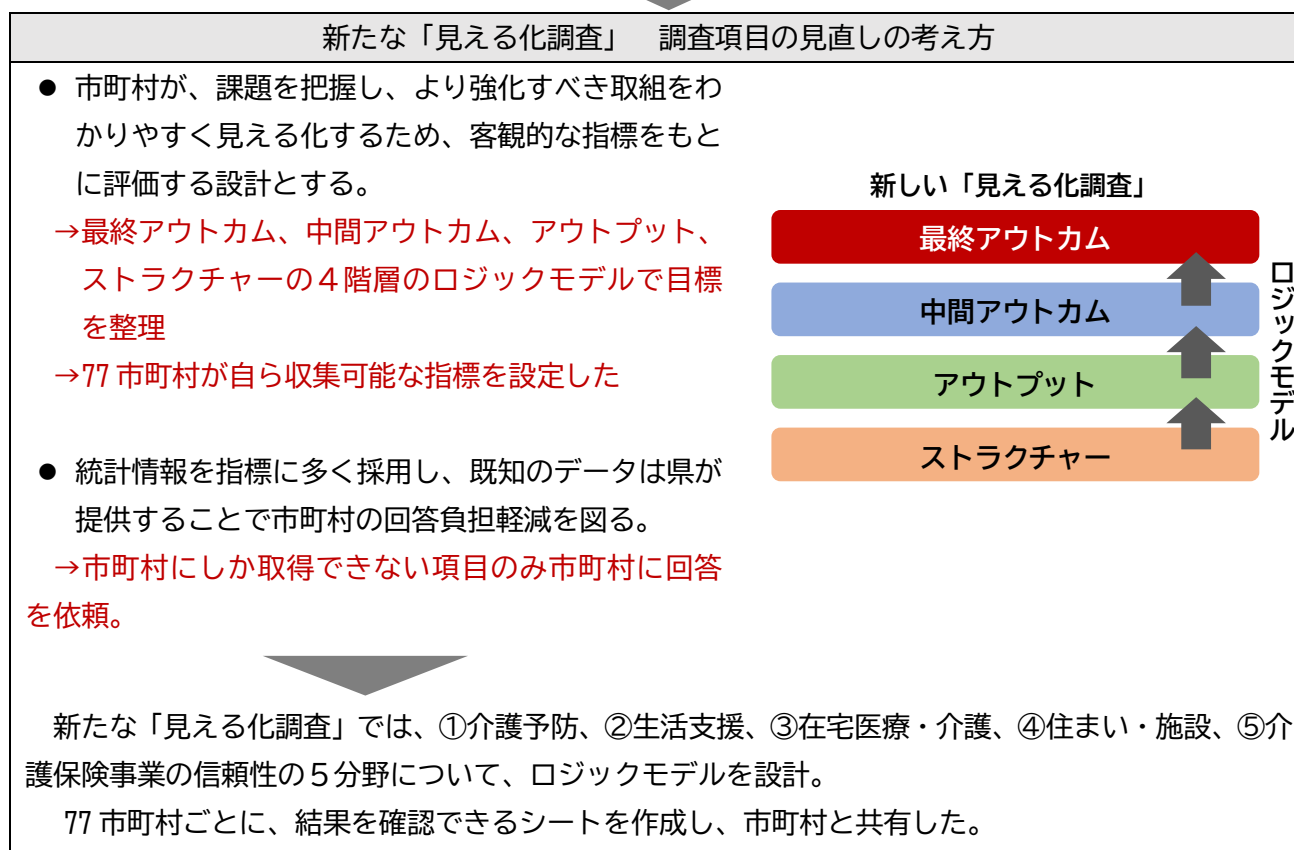 新たな「見える化調査」　調査項目の見直しの考え方
● 市町村が、課題を把握し、より強化すべき取組をわ
かりやすく見える化するため、客観的な指標をもと
に評価する設計とする。
→最終アウトカム、中間アウトカム、アウトプット、
ストラクチャーの４階層のロジックモデルで目標
を整理
→77 市町村が自ら収集可能な指標を設定した
● 統計情報を指標に多く採用し、既知のデータは県が
提供することで市町村の回答負担軽減を図る。
→市町村にしか取得できない項目のみ市町村に回答
を依頼。
新しい「見える化調査」
最終アウトカム
中間アウトカム
アウトプット
ストラクチャー
ロジックモデル
新たな「見える化調査」では、①介護予防、②生活支援、③在宅医療・介護、④住まい・施設、⑤介
護保険事業の信頼性の５分野について、ロジックモデルを設計。
77 市町村ごとに、結果を確認できるシートを作成し、市町村と共有した。